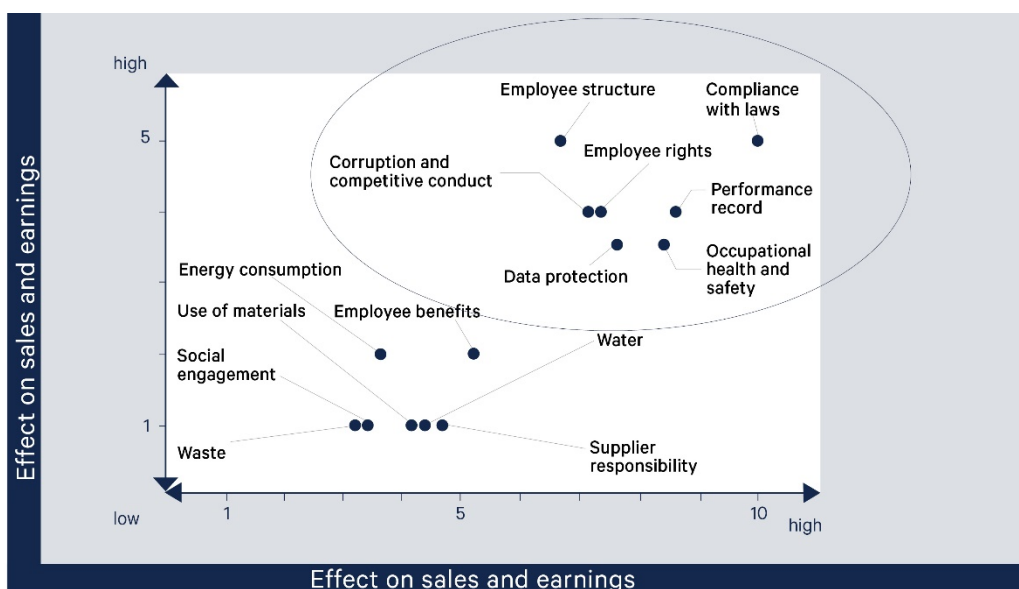 high
Employee structure
Compliance
with laws
5
Employee rights
Corruption and
competitive conduct
Performance
record
Energy consumption
Data protection
Occupational
health and
safety
Use of materials
Employee benefits
Water
Social
engagement
1
Waste
Supplier
responsibility
low
1
5
10
high
Effect on sales and earnings
Effect on sales and earnings